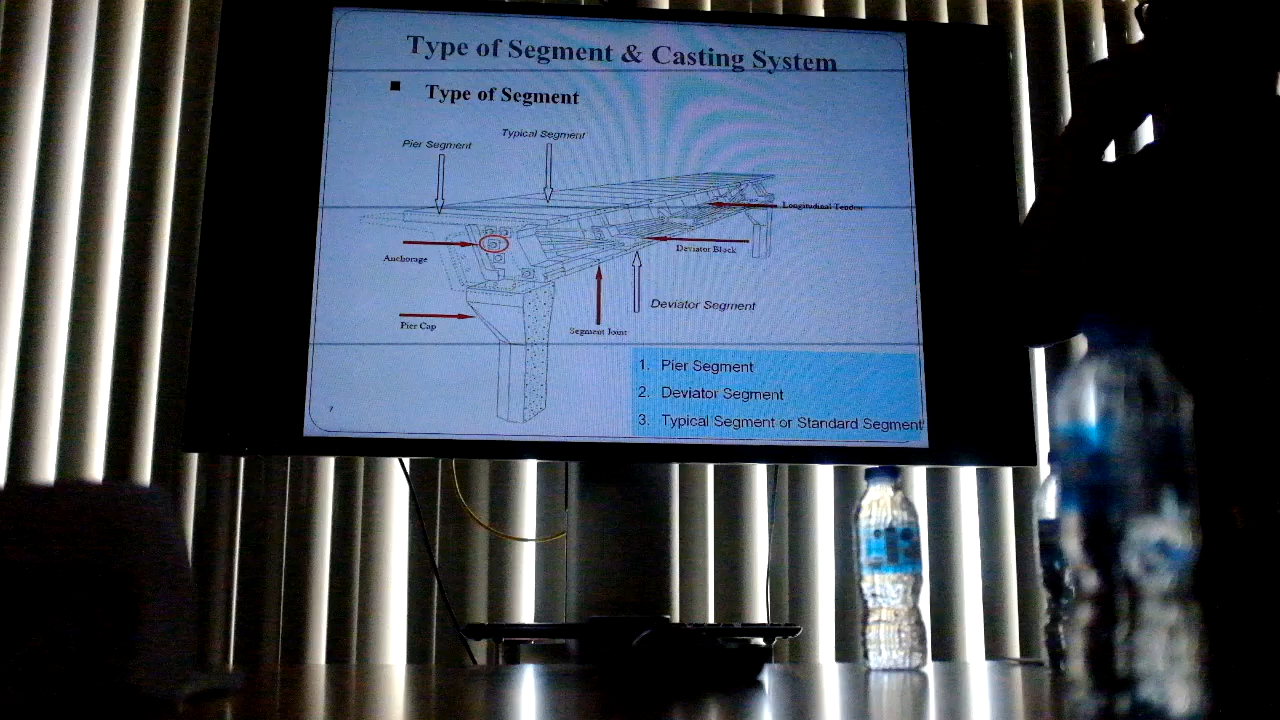 Type of Segment & Casting System
Type of Segment
Typical Segment
Pier Segment
Longitudinal Tendon
Deviator Block
Anchorage
Deviator Segment
Pier Cap
Segment Joint
1. Pier Segment
2. Deviator Segment
3. Typical Segment or Standard Segment
7